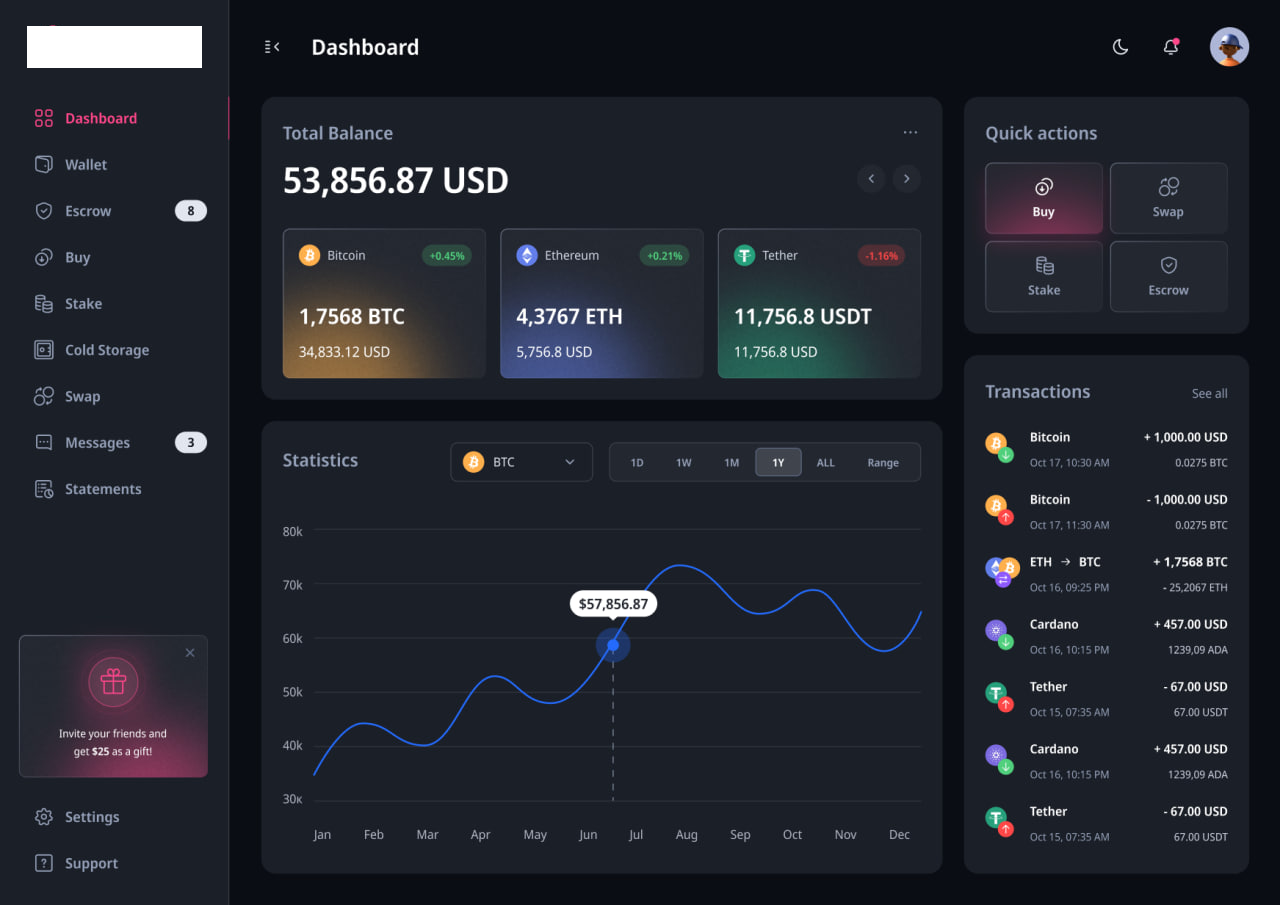 Dashboard
Wallet
Escrow 8
Buy
Stake
Cold Storage
Swap
Messages 3
Statements
Invite your friends and
get $25 as a gift!
Settings
Support
Dashboard
Total Balance
53,856.87 USD
Bitcoin +0.45%
1,7568 BTC
34,833.12 USD
Ethereum +0.21%
4,3767 ETH
5,756.8 USD
Tether -1.16%
11,756.8 USDT
11,756.8 USD
Statistics
BTC
1D 1W 1M 1Y ALL Range
80k
70k
60k
50k
40k
30к
$57,856.87
Jan Feb Mar Apr May Jun Jul Aug Sep Oct Nov Dec
Quick actions
Buy
Swap
Stake
Escrow
Transactions See all
Bitcoin + 1,000.00 USD
Oct 17, 10:30 AM 0.0275 BTC
Bitcoin - 1,000.00 USD
Oct 17, 11:30 AM 0.0275 BTC
ETH → BTC + 1,7568 BTC
Oct 16, 09:25 PM - 25,2067 ETH
Cardano + 457.00 USD
Oct 16, 10:15 PM 1239,09 ADA
Tether - 67.00 USD
Oct 15, 07:35 AM 67.00 USDT
Cardano + 457.00 USD
Oct 16, 10:15 PM 1239,09 ADA
Tether - 67.00 USD
Oct 15, 07:35 AM 67.00 USDT